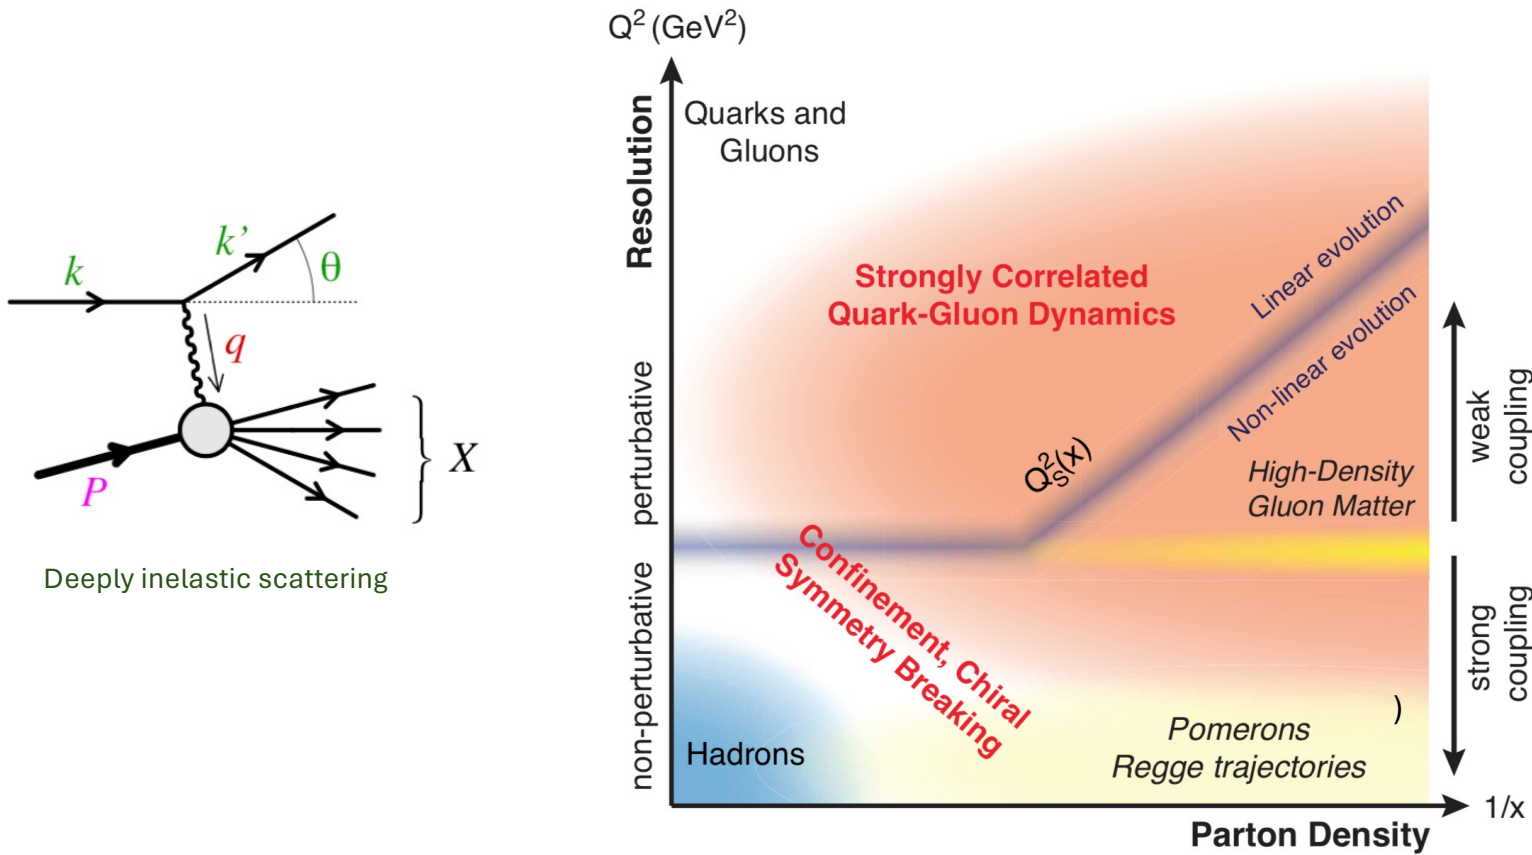 k
k’
θ
q
P
X
Deeply inelastic scattering
Q² (GeV²)
Resolution
Quarks and
Gluons
Strongly Correlated
Quark-Gluon Dynamics
Linear evolution
Non-linear evolution
Q²S(x)
High-Density
Gluon Matter
perturbative
non-perturbative
Confinement, Chiral
Symmetry Breaking
Hadrons
)
Pomerons
Regge trajectories
weak
coupling
strong
coupling
1/x
Parton Density